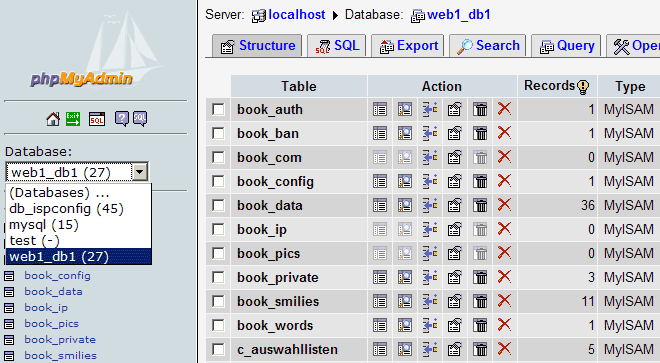 phpMyAdmin
Exit
SQL
SQL
Database:
web1_db1 (27)
(Databases) ...
db_ispconfig (45)
mysql (15)
test (-)
web1_db1 (27)
book_config
book_data
book_ip
book_pics
book_private
book_smilies
Server: localhost Database: web1_db1
Structure SQL Export Search Query Oper
Table Action Records Type
book_auth 1 MyISAM
book_ban 1 MyISAM
book_com 0 MyISAM
book_config 1 MyISAM
book_data 36 MyISAM
book_ip 0 MyISAM
book_pics 0 MyISAM
book_private 3 MyISAM
book_smilies 11 MyISAM
book_words 1 MyISAM
c_auswahllisten 5 MyISAM